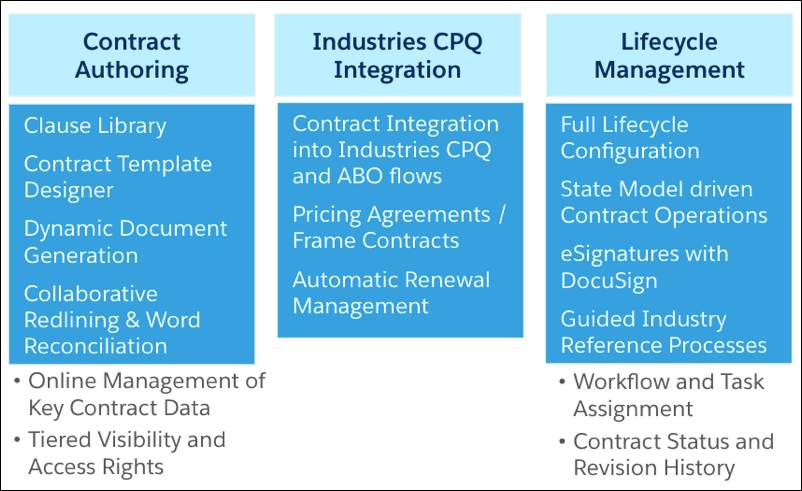 Contract
Authoring
Clause Library
Contract Template
Designer
Dynamic Document
Generation
Collaborative
Redlining & Word
Reconciliation
• Online Management of
Key Contract Data
• Tiered Visibility and
Access Rights
Industries CPQ
Integration
Contract Integration
into Industries CPQ
and ABO flows
Pricing Agreements /
Frame Contracts
Automatic Renewal
Management
Lifecycle
Management
Full Lifecycle
Configuration
State Model driven
Contract Operations
eSignatures with
DocuSign
Guided Industry
Reference Processes
• Workflow and Task
Assignment
• Contract Status and
Revision History